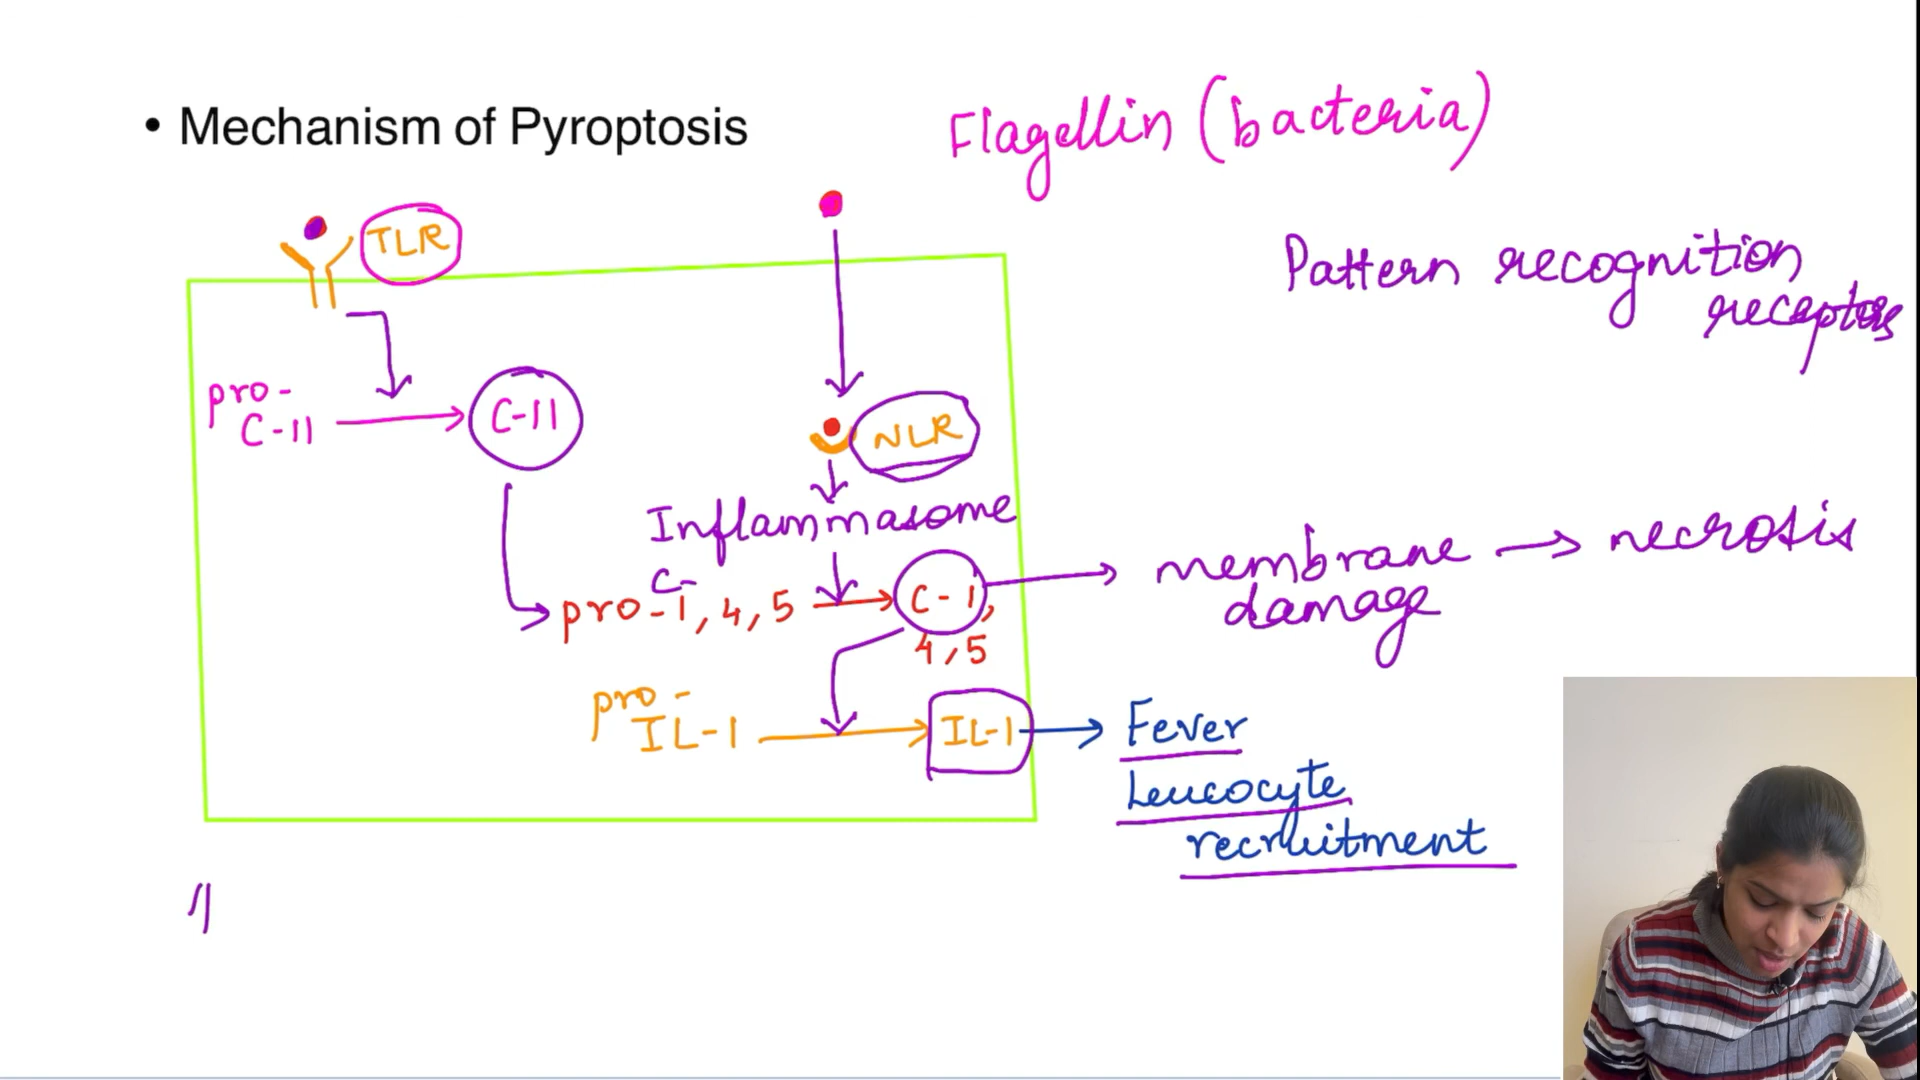 • Mechanism of Pyroptosis
Flagellin (bacteria)
TLR
Pattern recognition
receptors
pro-
C-11
C-11
NLR
Inflammasome
C-
pro-1, 4, 5
C-1,
4, 5
membrane
damage
necrosis
pro-
IL-1
IL-1
Fever
Leucocyte
recruitment